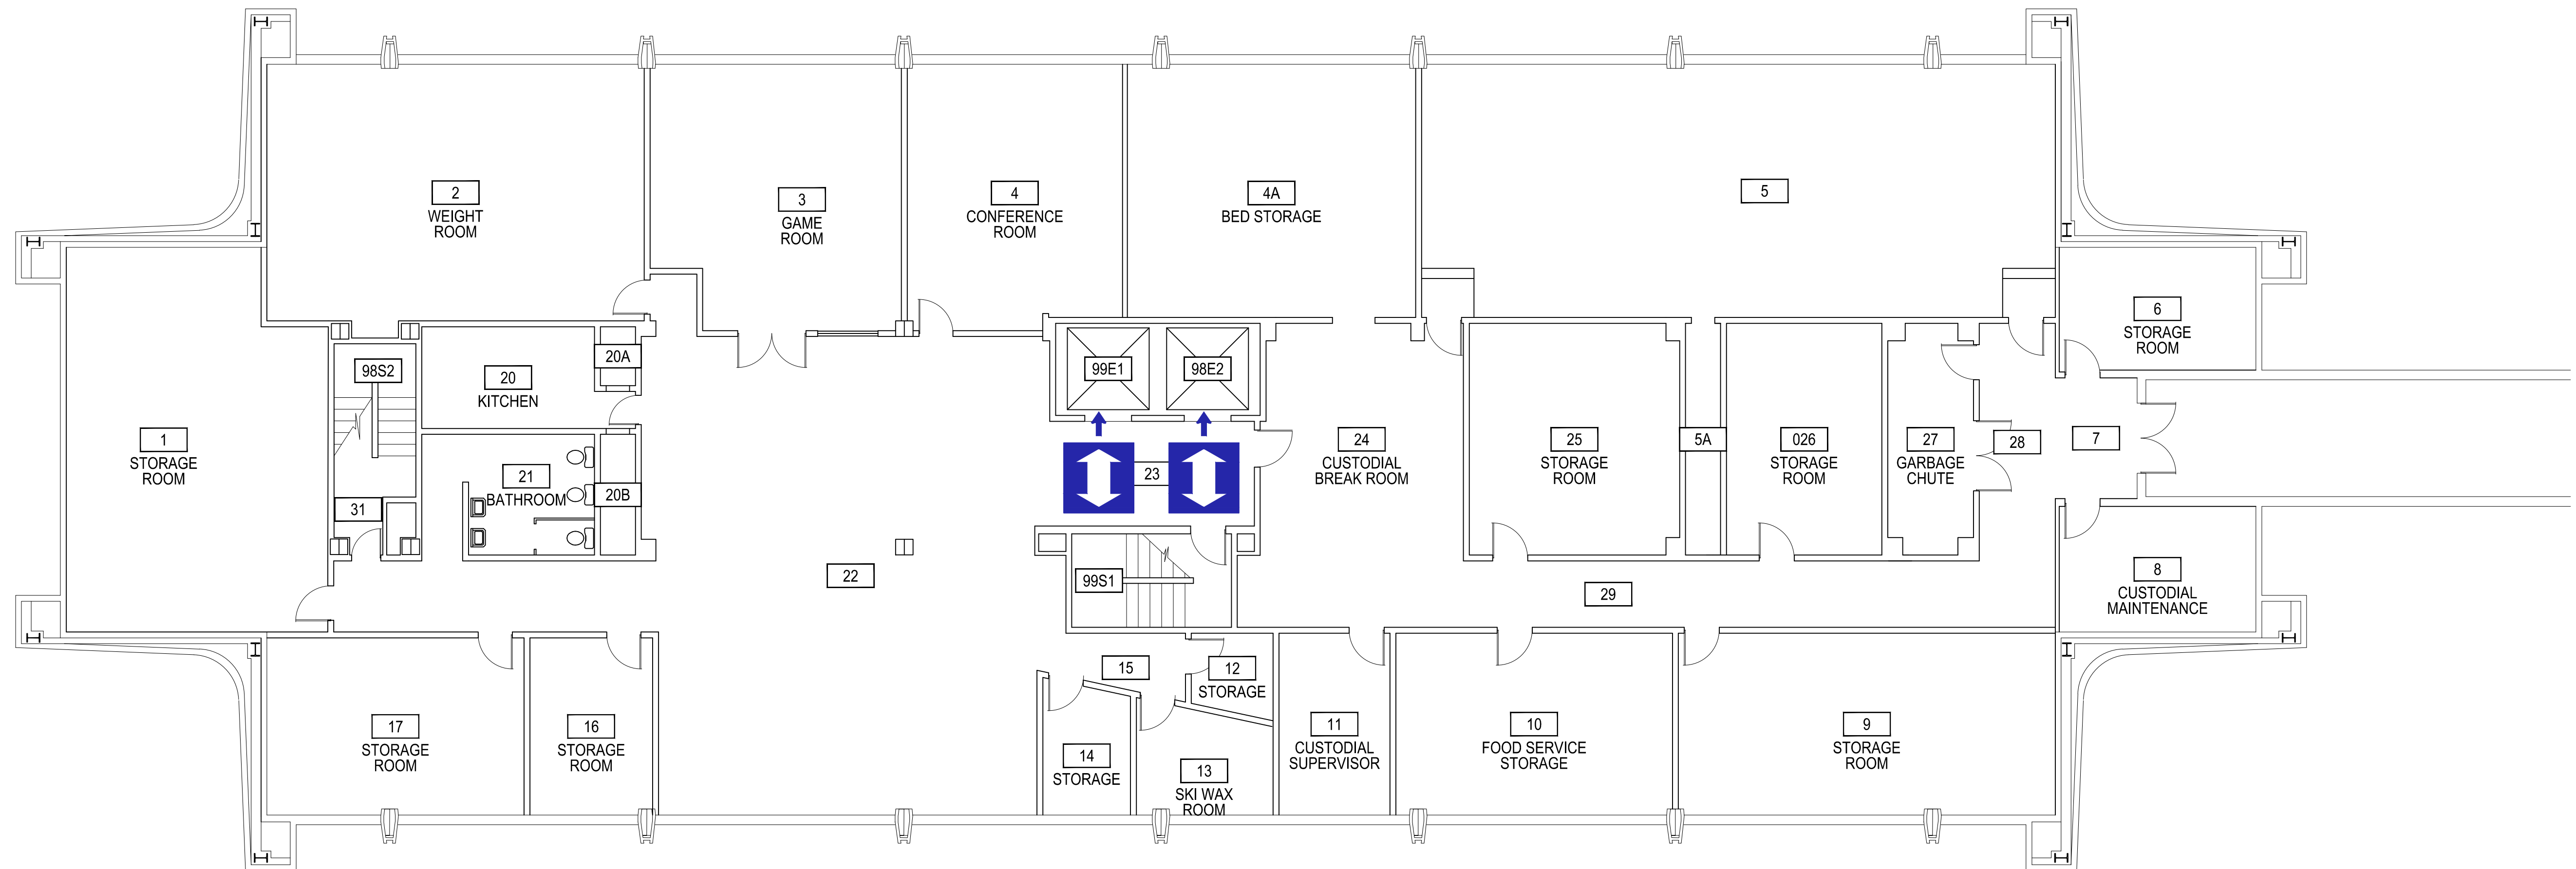 2
WEIGHT
ROOM
3
GAME
ROOM
4
CONFERENCE
ROOM
4A
BED STORAGE
5
6
STORAGE
ROOM
98S2
20A
20
KITCHEN
99E1
98E2
1
STORAGE
ROOM
21
BATHROOM
20B
31
23
24
CUSTODIAL
BREAK ROOM
25
STORAGE
ROOM
5A
026
STORAGE
ROOM
27
GARBAGE
CHUTE
28
7
22
99S1
29
8
CUSTODIAL
MAINTENANCE
15
12
STORAGE
17
STORAGE
ROOM
16
STORAGE
ROOM
14
STORAGE
13
SKI WAX
ROOM
11
CUSTODIAL
SUPERVISOR
10
FOOD SERVICE
STORAGE
9
STORAGE
ROOM